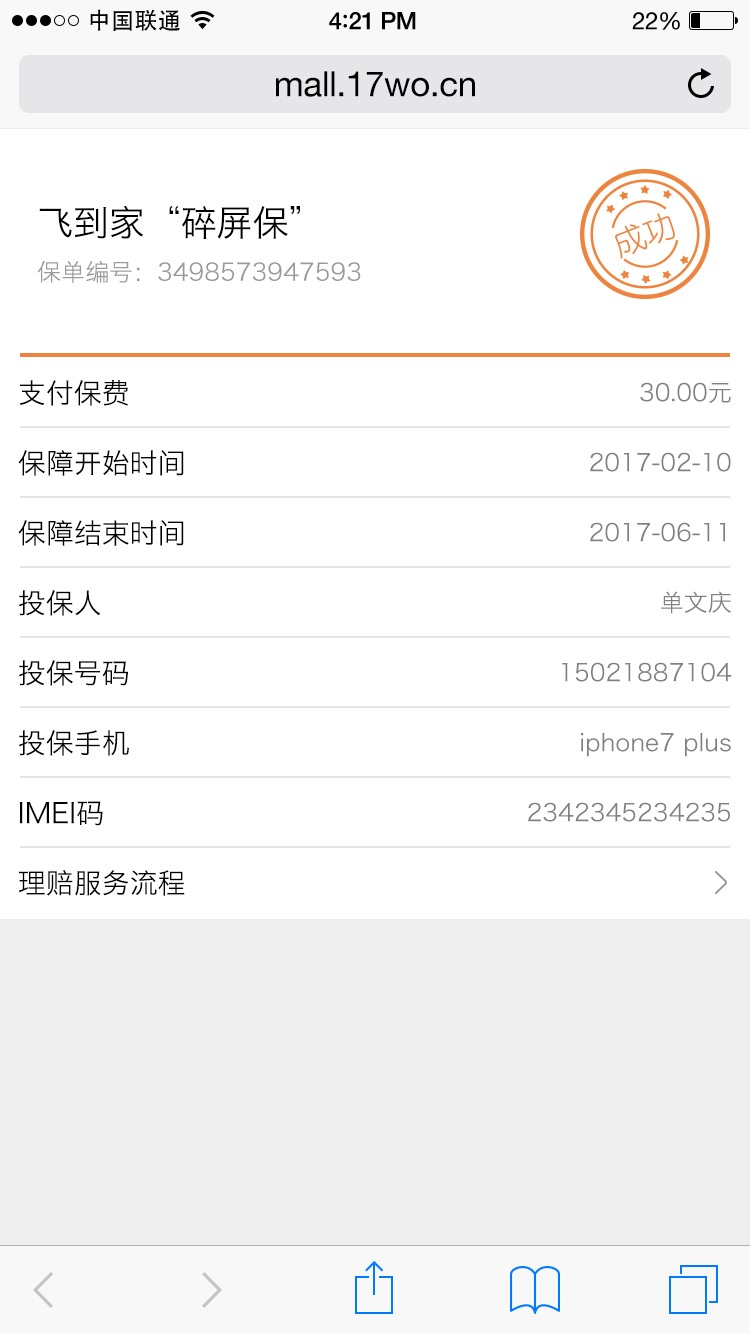 中国联通 4:21 PM 22%
mall.17wo.cn
飞到家“碎屏保”
成功
保单编号：3498573947593
支付保费 30.00元
保障开始时间 2017-02-10
保障结束时间 2017-06-11
投保人 单文庆
投保号码 15021887104
投保手机 iphone7 plus
IMEI码 2342345234235
理赔服务流程